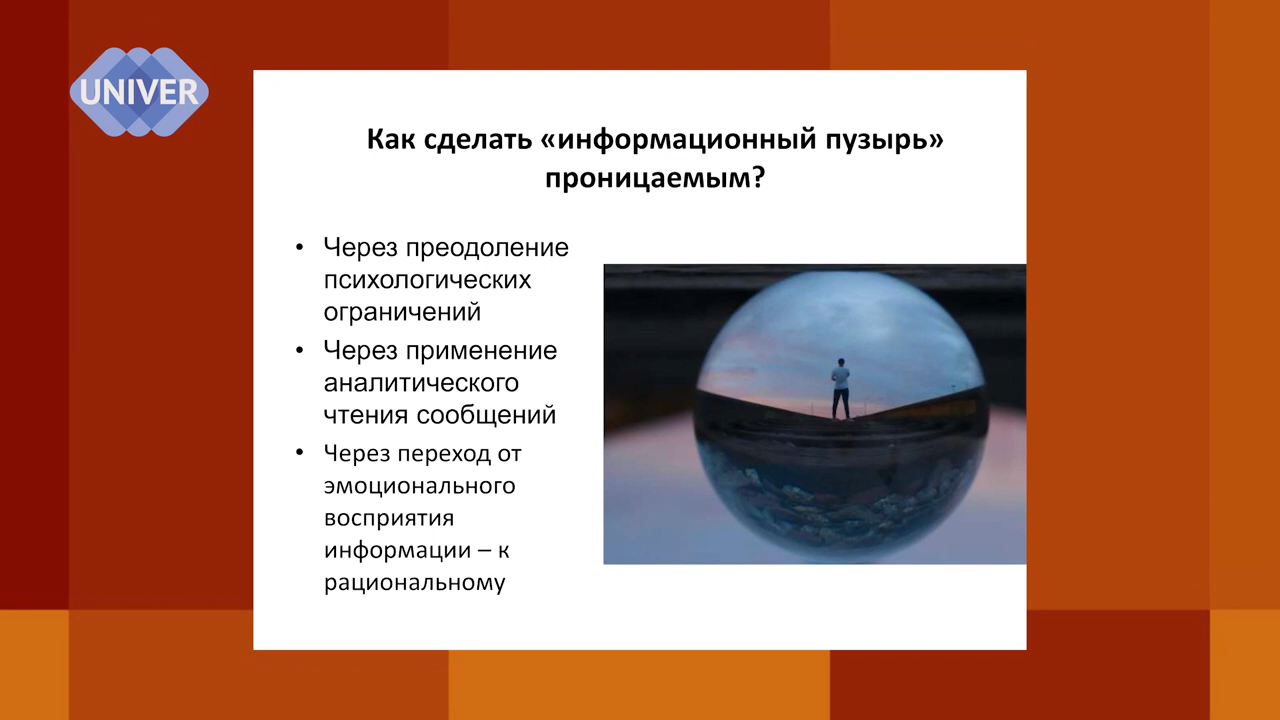 UNIVER
Как сделать «информационный пузырь»
проницаемым?
• Через преодоление
психологических
ограничений
• Через применение
аналитического
чтения сообщений
• Через переход от
эмоционального
восприятия
информации – к
рациональному